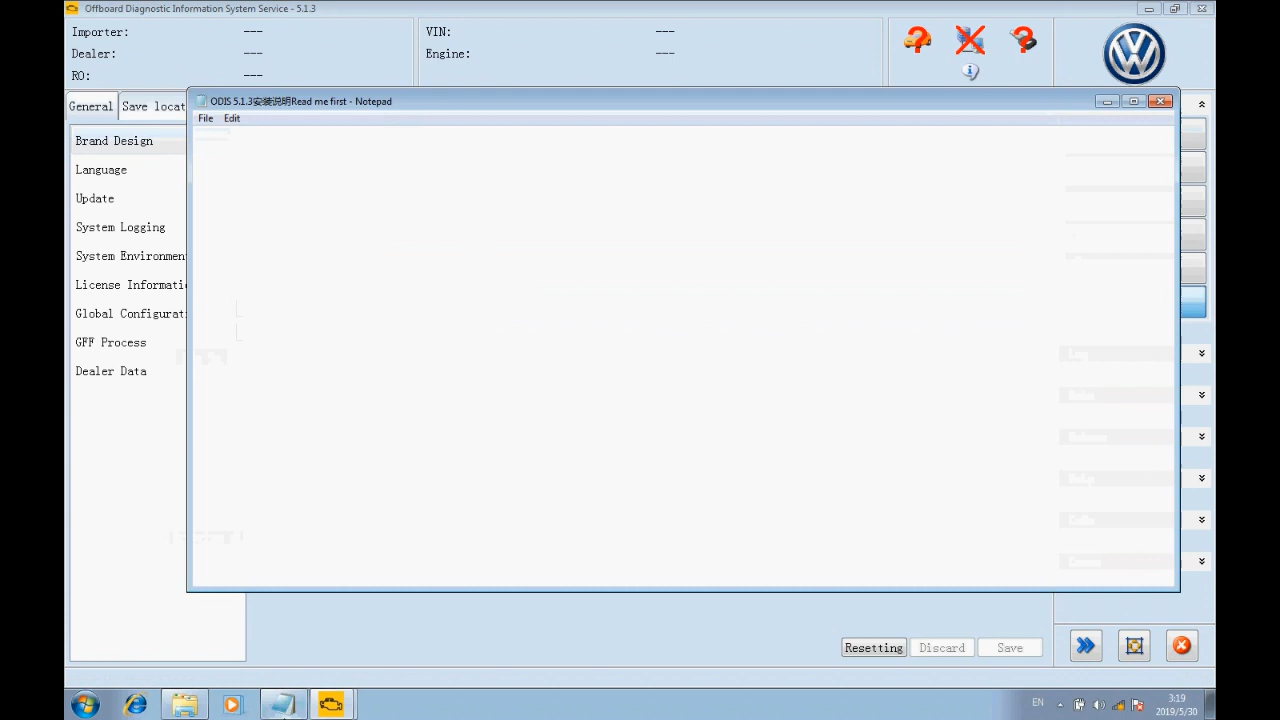 Offboard Diagnostic Information System Service - 5.1.3
Importer: ---
Dealer: ---
RO: ---
VIN: ---
Engine: ---
General
Save locat
ODIS 5.1.3安装说明Read me first - Notepad
File Edit
Brand Design
Language
Update
System Logging
System Environmen
License Informati
Global Configurat
GFF Process
Dealer Data
Resetting
Discard
Save
EN
3:19
2019/5/30